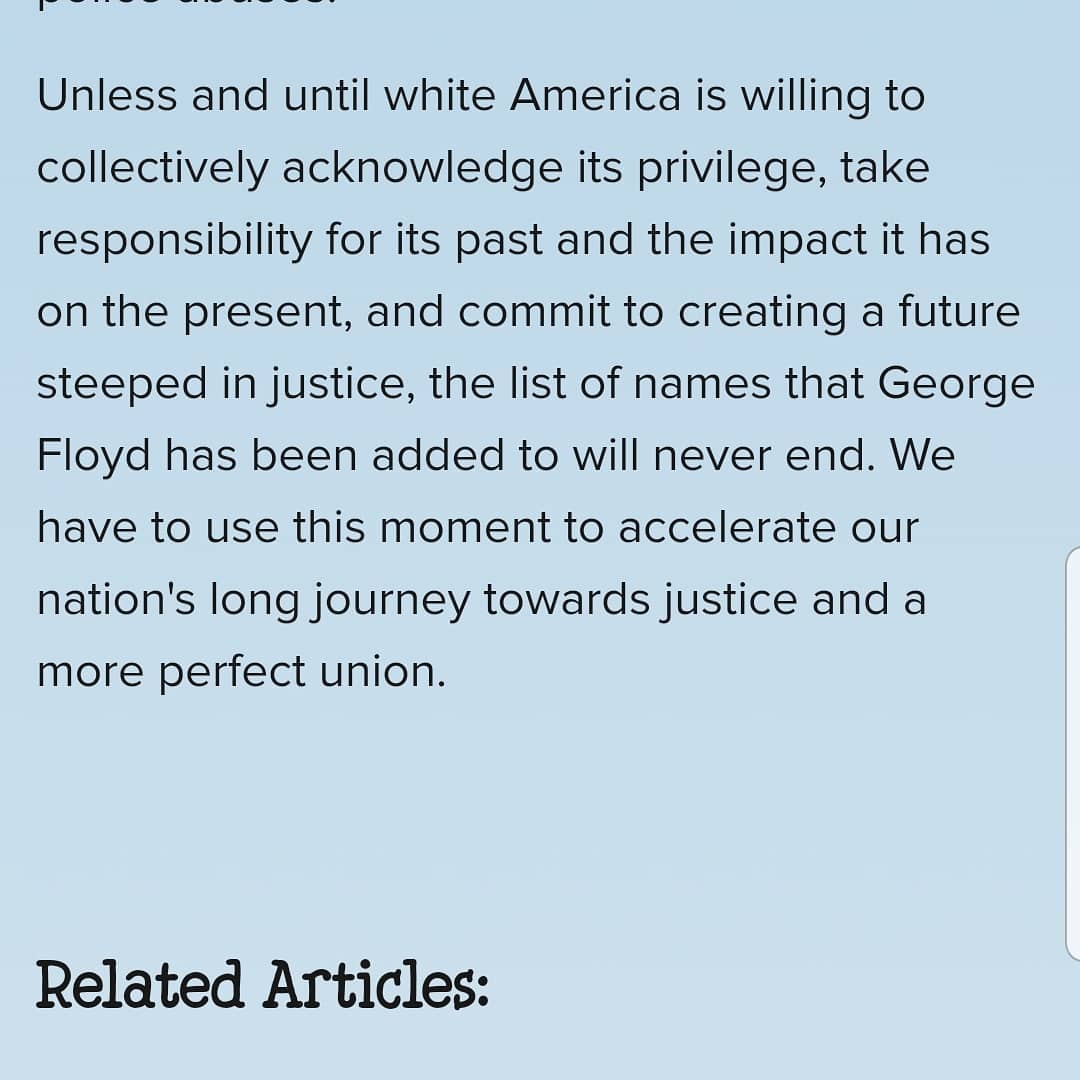 Unless and until white America is willing to
collectively acknowledge its privilege, take
responsibility for its past and the impact it has
on the present, and commit to creating a future
steeped in justice, the list of names that George
Floyd has been added to will never end. We
have to use this moment to accelerate our
nation's long journey towards justice and a
more perfect union.
Related Articles: